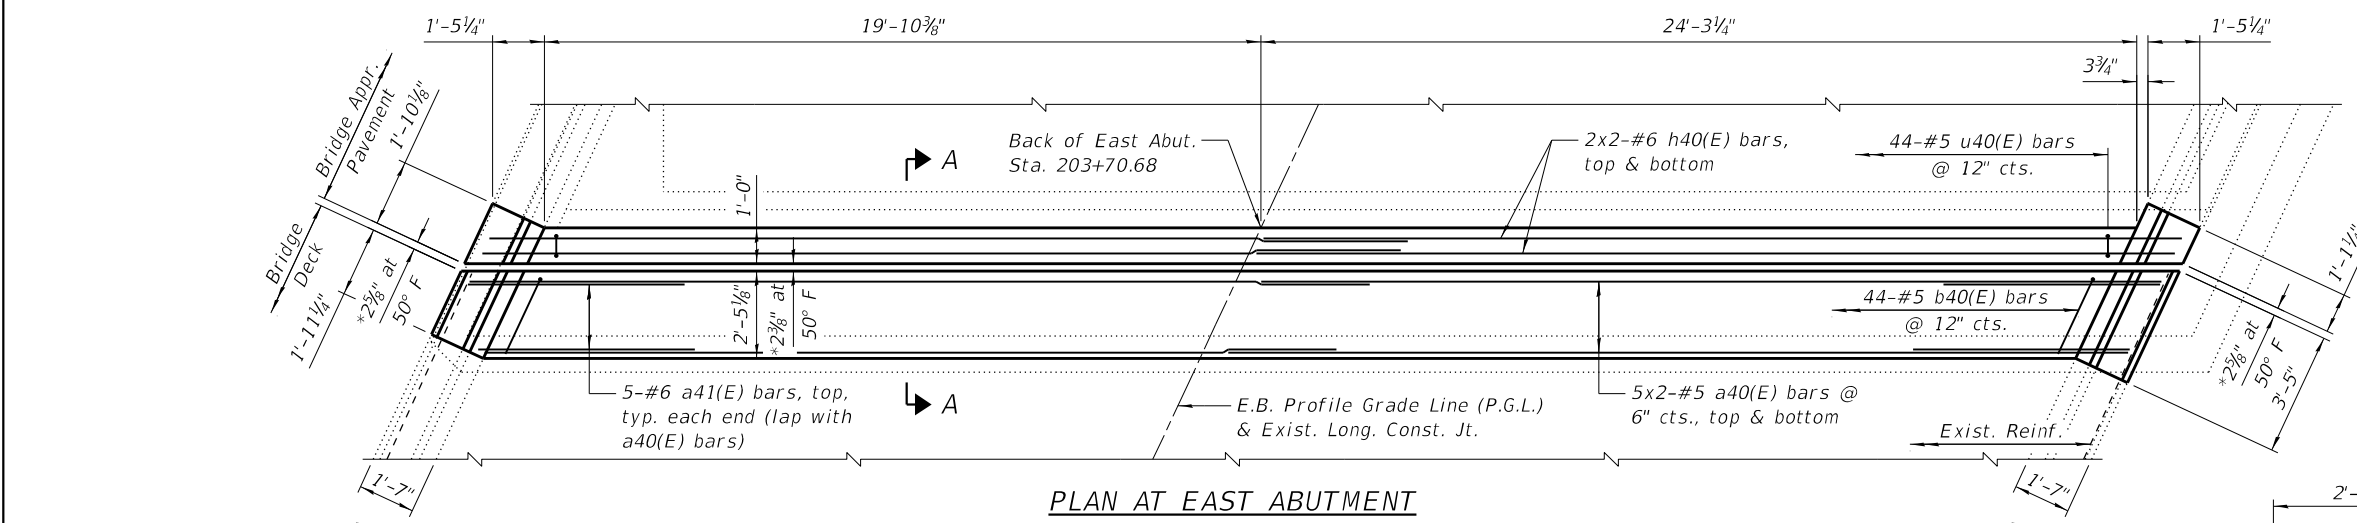 1'-5¼"
19'-10⅜"
24'-3¼"
1'-5¼"
3¾"
Bridge Appr.
Pavement
1'-10⅛"
Back of East Abut.
Sta. 203+70.68
2x2-#6 h40(E) bars,
top & bottom
44-#5 u40(E) bars
@ 12" cts.
A
1'-0"
Bridge
Deck
1'-11¼"
*2⅝" at
50° F
2'-5⅛"
*2⅜" at
50° F
44-#5 b40(E) bars
@ 12" cts.
1'-1¼"
*2⅝" at
50° F
3'-5"
5-#6 a41(E) bars, top,
typ. each end (lap with
a40(E) bars)
A
E.B. Profile Grade Line (P.G.L.)
& Exist. Long. Const. Jt.
5x2-#5 a40(E) bars @
6" cts., top & bottom
Exist. Reinf.
1'-7"
1'-7"
PLAN AT EAST ABUTMENT